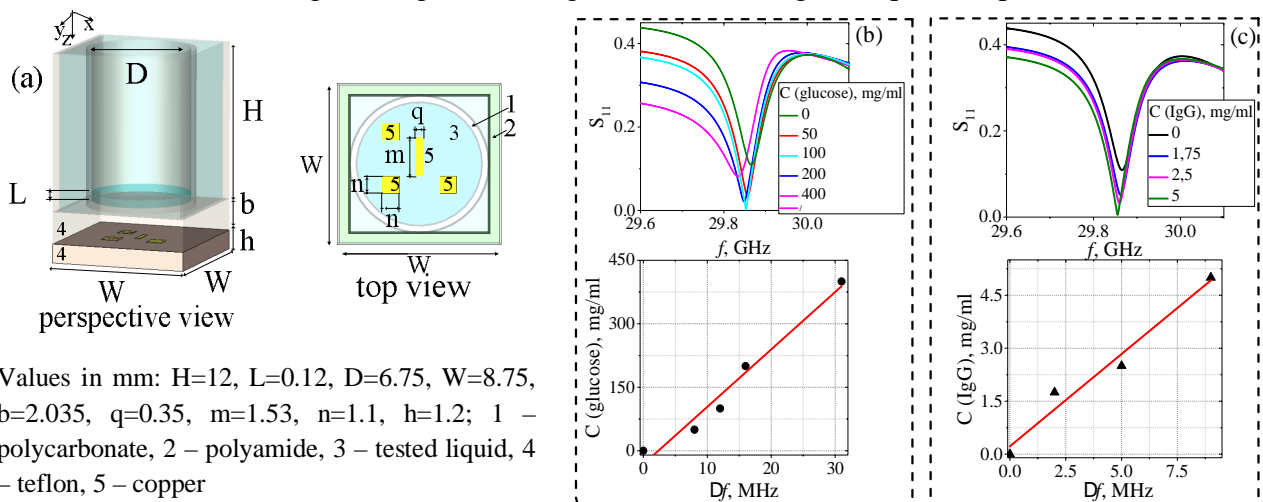 y x
z
(a)
D
H
L
b
h
4
4
W
W
perspective view
W
W
top view
q
m
n
n
5
5
5
5
3
1
2
Values in mm: H=12, L=0.12, D=6.75, W=8.75,
b=2.035, q=0.35, m=1.53, n=1.1, h=1.2; 1 –
polycarbonate, 2 – polyamide, 3 – tested liquid, 4
– teflon, 5 – copper
(b)
S11
0.4
0.2
0.0
29.6 29.8 30.0
f, GHz
C (glucose), mg/ml
0
50
100
200
400
/
C (glucose), mg/ml
450
300
150
0
0 10 20 30
Df, MHz
(c)
S11
0.4
0.2
0.0
29.6 29.8 30.0
f, GHz
C (IgG), mg/ml
0
1,75
2,5
5
C (IgG), mg/ml
4.5
3.0
1.5
0.0
0.0 2.5 5.0 7.5
Df, MHz